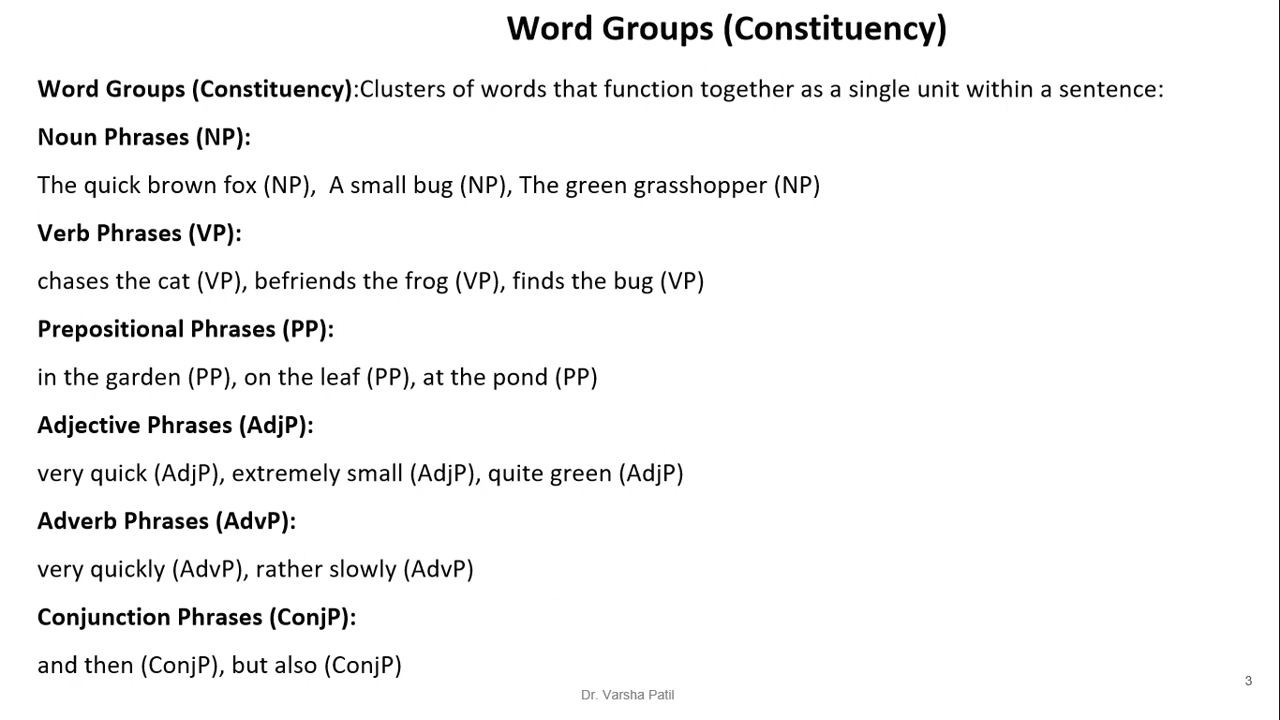 Word Groups (Constituency)
Word Groups (Constituency):Clusters of words that function together as a single unit within a sentence:
Noun Phrases (NP):
The quick brown fox (NP),  A small bug (NP), The green grasshopper (NP)
Verb Phrases (VP):
chases the cat (VP), befriends the frog (VP), finds the bug (VP)
Prepositional Phrases (PP):
in the garden (PP), on the leaf (PP), at the pond (PP)
Adjective Phrases (AdjP):
very quick (AdjP), extremely small (AdjP), quite green (AdjP)
Adverb Phrases (AdvP):
very quickly (AdvP), rather slowly (AdvP)
Conjunction Phrases (ConjP):
and then (ConjP), but also (ConjP)
Dr. Varsha Patil
3